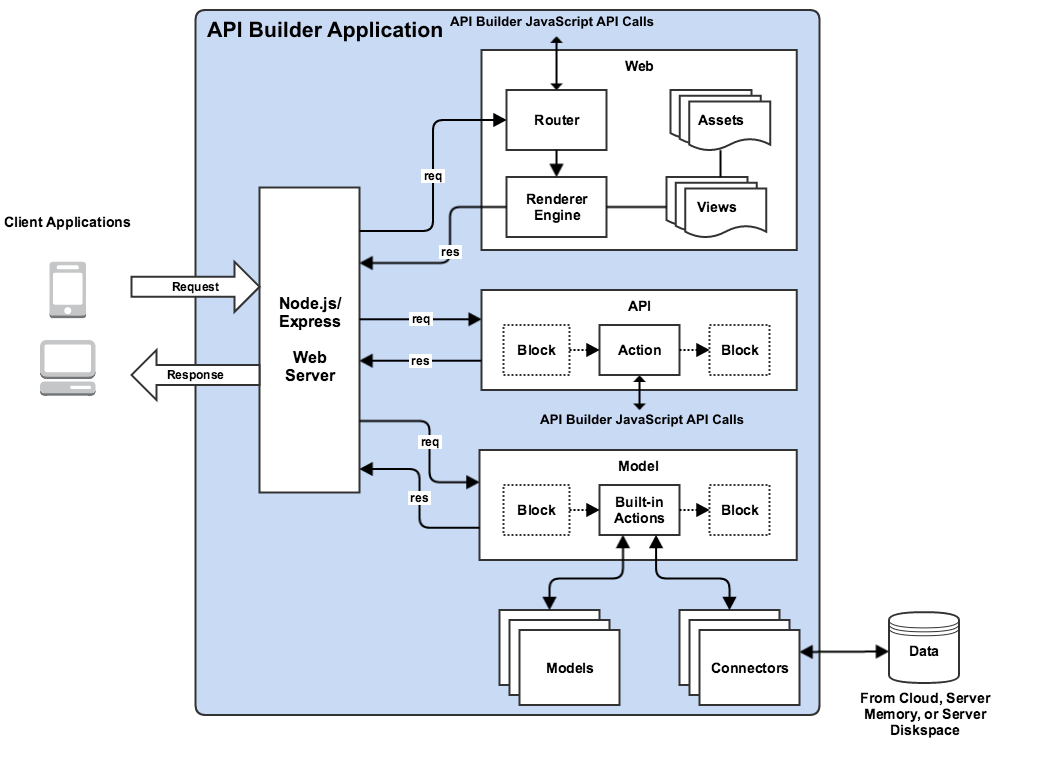 API Builder Application
API Builder JavaScript API Calls
Web
Router
Assets
req
Renderer
Engine
Views
res
Client Applications
Request
Node.js/
Express
Web
Server
Response
API
req
Block
Action
Block
res
API Builder JavaScript API Calls
req
Model
res
Block
Built-in
Actions
Block
Models
Connectors
Data
From Cloud, Server
Memory, or Server
Diskspace